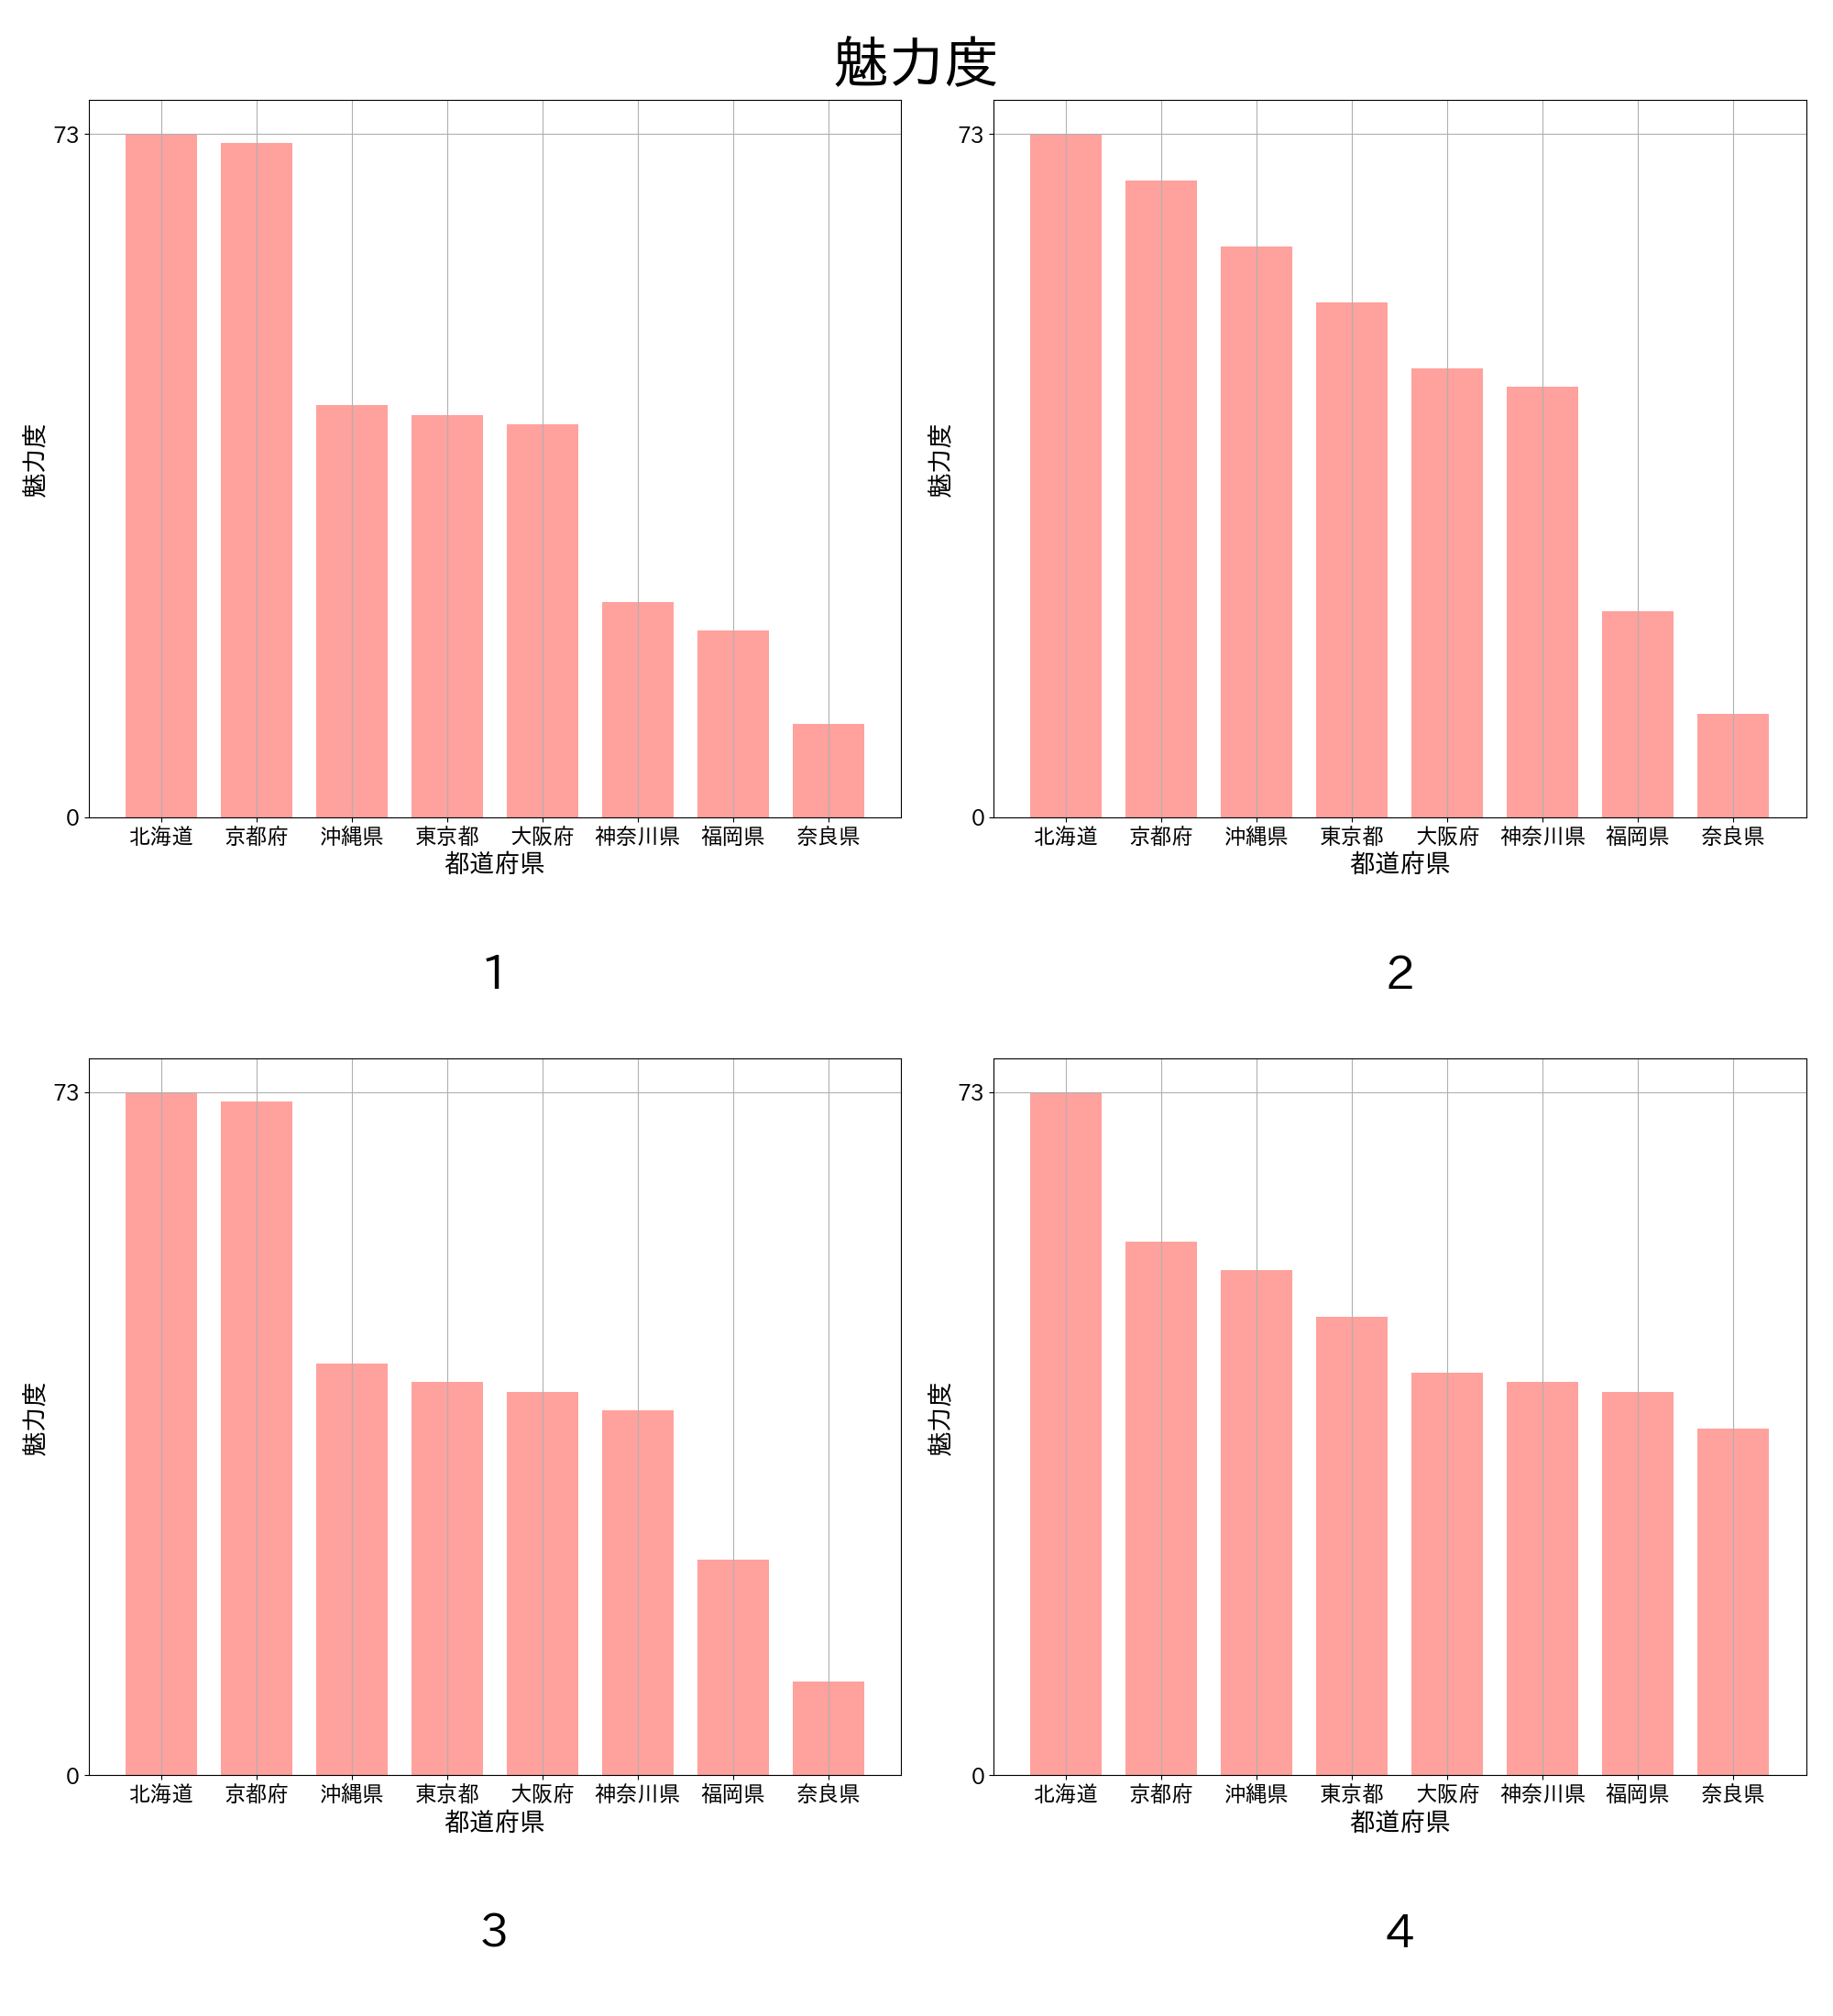 魅力度
73
0
魅力度
北海道 京都府 沖縄県 東京都 大阪府 神奈川県 福岡県 奈良県
都道府県
1
73
0
魅力度
北海道 京都府 沖縄県 東京都 大阪府 神奈川県 福岡県 奈良県
都道府県
2
73
0
魅力度
北海道 京都府 沖縄県 東京都 大阪府 神奈川県 福岡県 奈良県
都道府県
3
73
0
魅力度
北海道 京都府 沖縄県 東京都 大阪府 神奈川県 福岡県 奈良県
都道府県
4